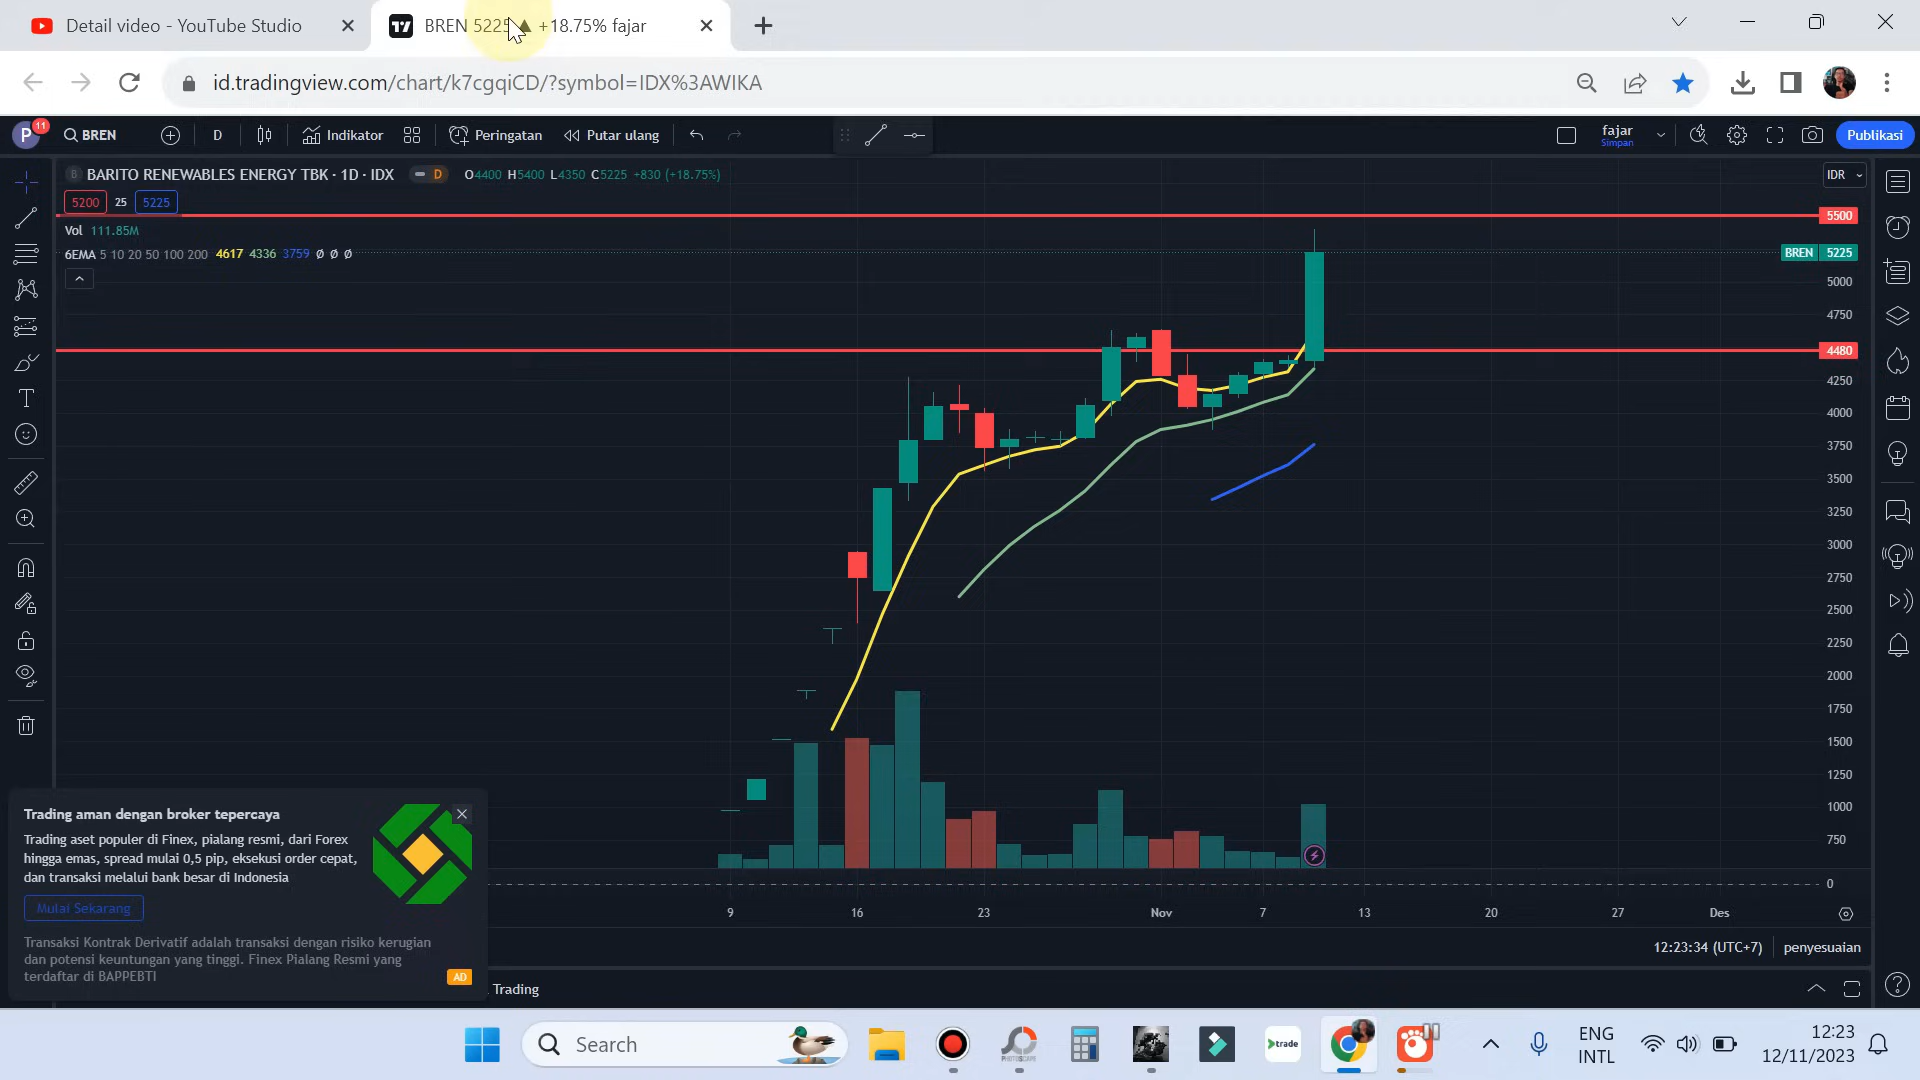 Detail video - YouTube Studio
BREN 5225 ▲ +18.75% fajar
id.tradingview.com/chart/k7cgqiCD/?symbol=IDX%3AWIKA
P
11
BREN
D
Indikator
Peringatan
Putar ulang
fajar
Simpan
Publikasi
B BARITO RENEWABLES ENERGY TBK · 1D · IDX
D
O4400 H5400 L4350 C5225 +830 (+18.75%)
IDR
5200 25 5225
5500
Vol 111.85M
6EMA 5 10 20 50 100 200 4617 4336 3759 Ø Ø Ø
BREN 5225
5000
4750
4480
4250
4000
3750
3500
3250
3000
2750
2500
2250
2000
1750
1500
1250
1000
750
0
Trading aman dengan broker tepercaya
Trading aset populer di Finex, pialang resmi, dari Forex
hingga emas, spread mulai 0,5 pip, eksekusi order cepat,
dan transaksi melalui bank besar di Indonesia
Mulai Sekarang
Transaksi Kontrak Derivatif adalah transaksi dengan risiko kerugian
dan potensi keuntungan yang tinggi. Finex Pialang Resmi yang
terdaftar di BAPPEBTI
AD
9 16 23 Nov 7 13 20 27 Des
12:23:34 (UTC+7) penyesuaian
Trading
Search
trade
ENG
INTL
12:23
12/11/2023